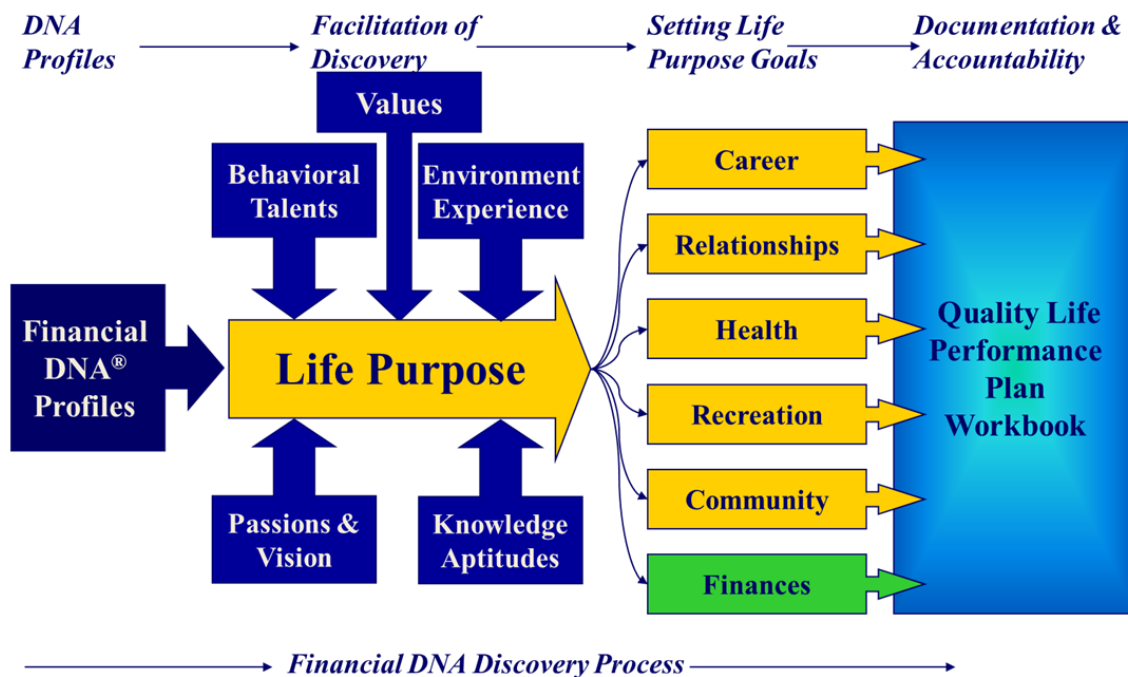 DNA
Profiles
Facilitation of
Discovery
Setting Life
Purpose Goals
Documentation &
Accountability
Values
Behavioral
Talents
Environment
Experience
Financial
DNA®
Profiles
Life Purpose
Passions &
Vision
Knowledge
Aptitudes
Career
Relationships
Health
Recreation
Community
Finances
Quality Life
Performance
Plan
Workbook
Financial DNA Discovery Process